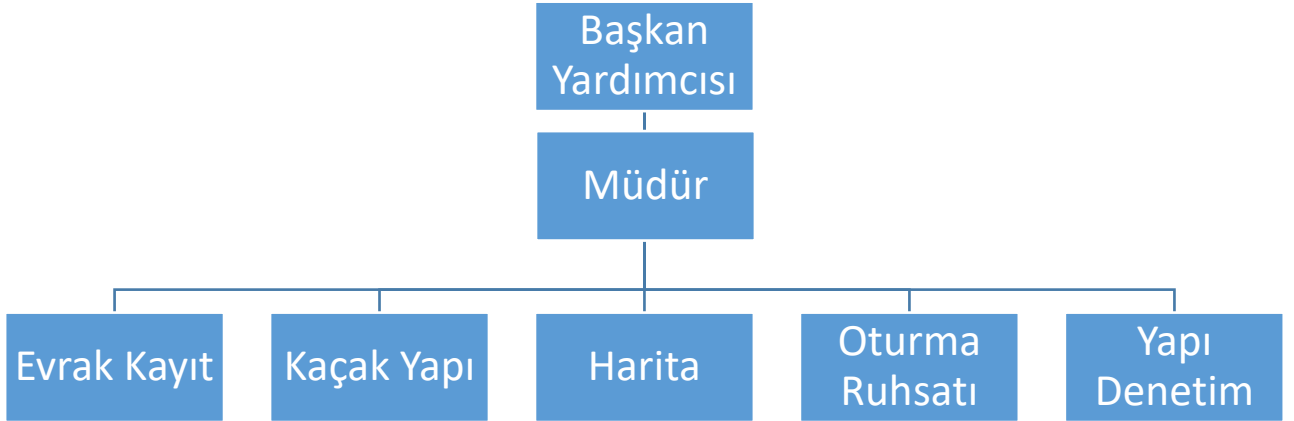 Başkan
Yardımcısı
Müdür
Evrak Kayıt
Kaçak Yapı
Harita
Oturma
Ruhsatı
Yapı
Denetim